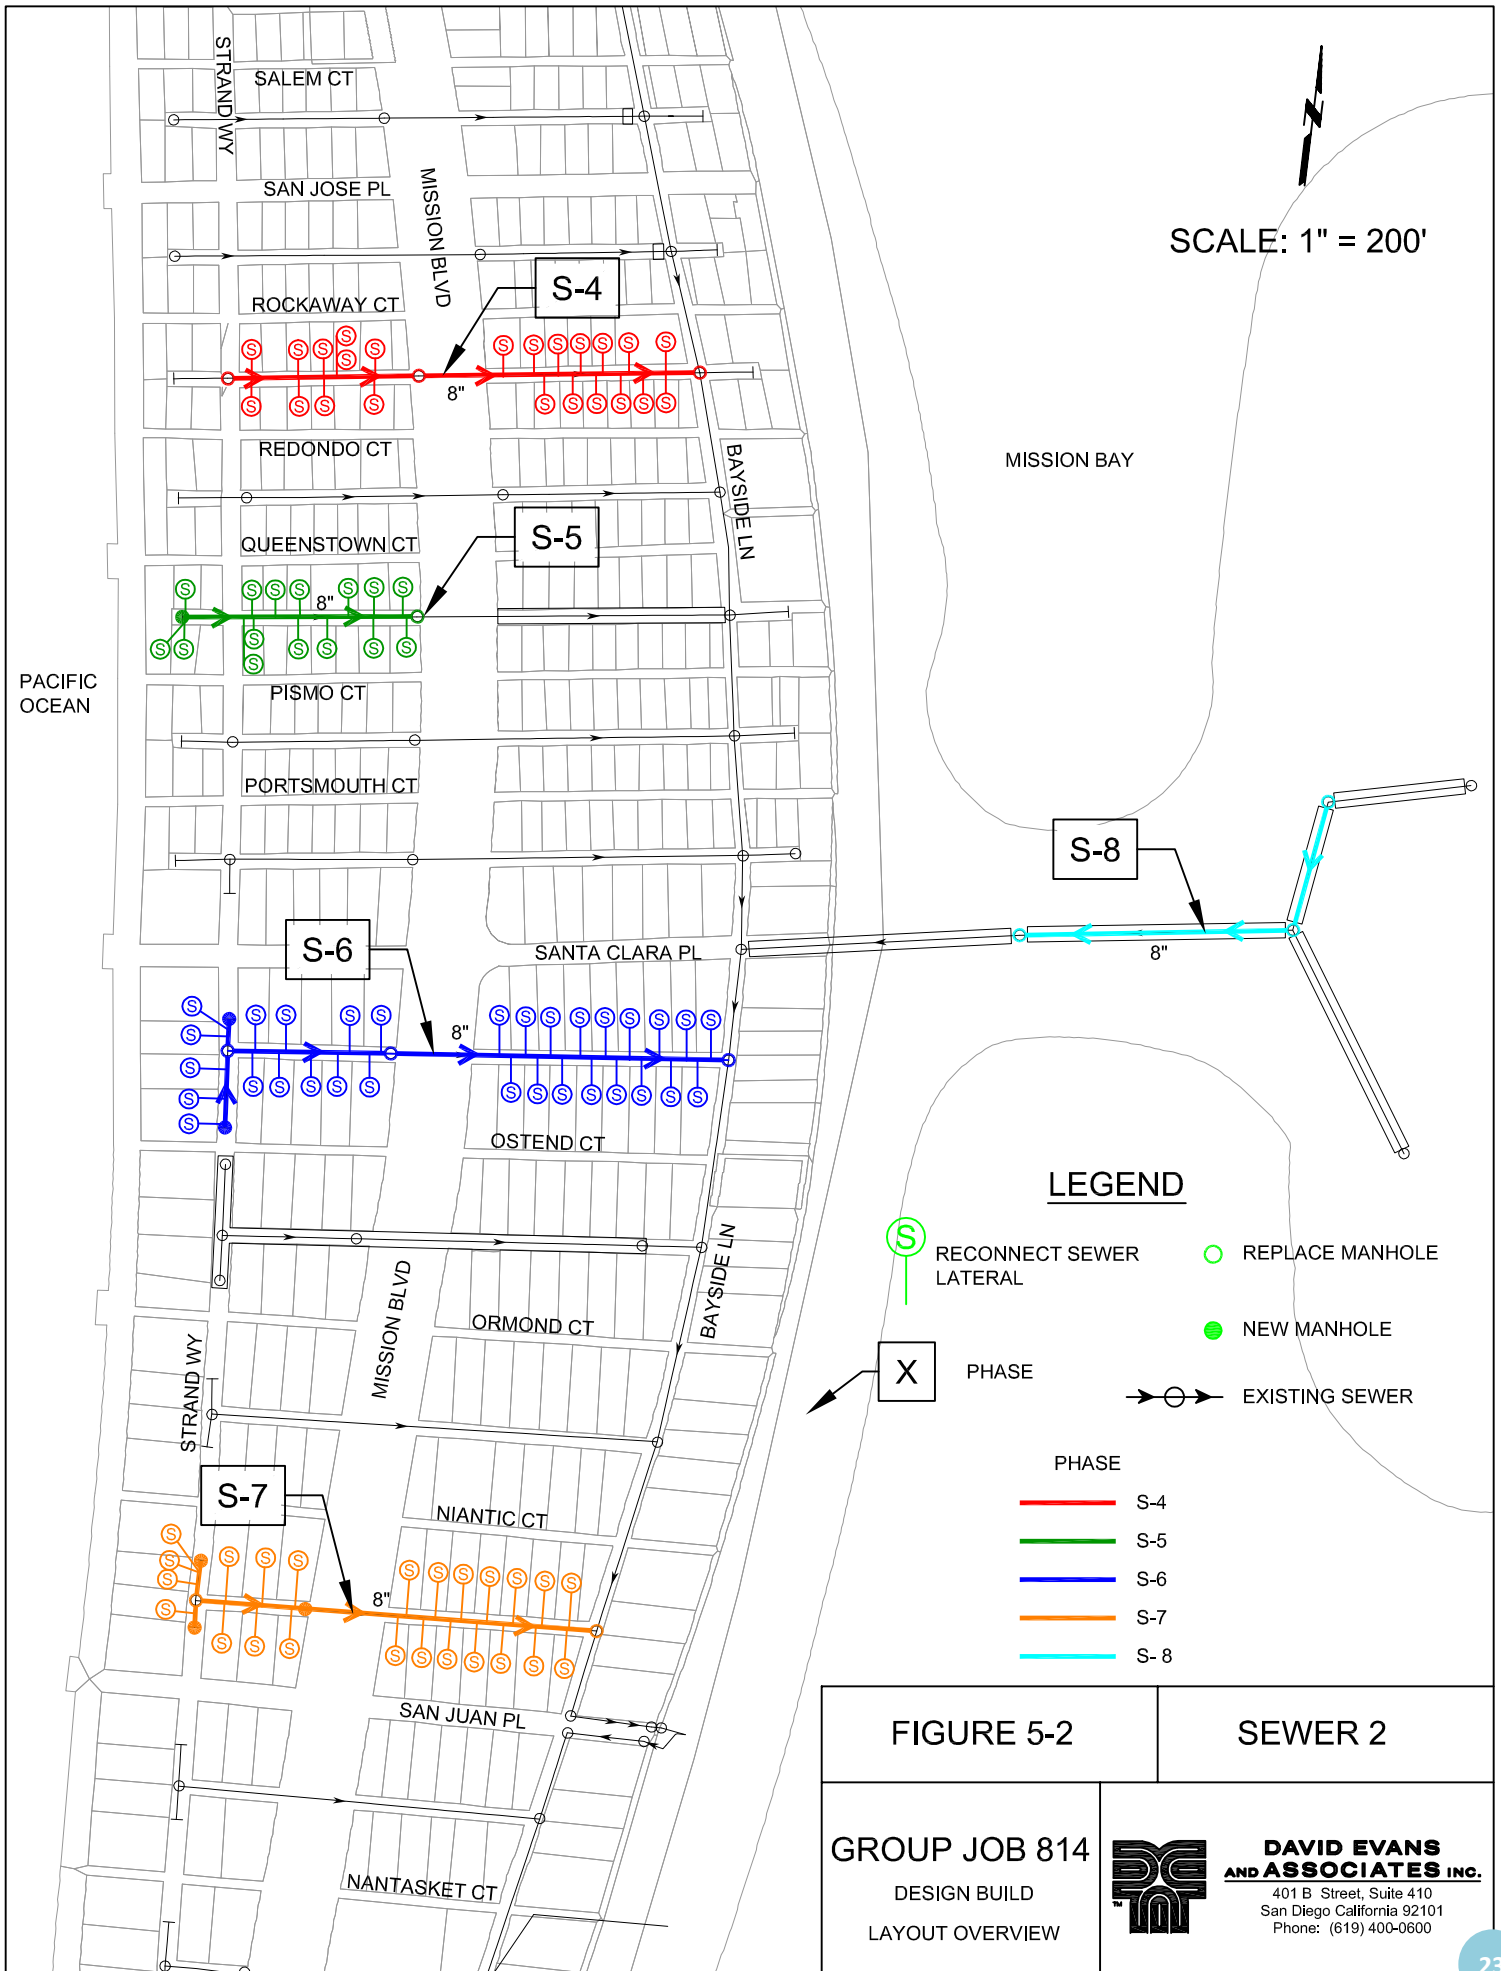 SALEM CT
STRAND WY
SAN JOSE PL
MISSION BLVD
SCALE: 1" = 200'
S-4
ROCKAWAY CT
S S S S S S S S S S S S S
8"
S S S S S S S S S S
REDONDO CT
BAYSIDE LN
MISSION BAY
S-5
QUEENSTOWN CT
S S S S S S S
8"
S S S S S S S S
PISMO CT
PACIFIC
OCEAN
PORTSMOUTH CT
S-8
8"
S-6
SANTA CLARA PL
S S S S S S S S S S S S S S
8"
S S S S S S S S S S S S S S S S S
OSTEND CT
LEGEND
S
RECONNECT SEWER
LATERAL
REPLACE MANHOLE
NEW MANHOLE
X
PHASE
EXISTING SEWER
BAYSIDE LN
MISSION BLVD
ORMOND CT
STRAND WY
PHASE
S-4
S-5
S-6
S-7
S- 8
S-7
NIANTIC CT
S S S S S S S S S S S S S S
8"
S S S S S S S S S S
SAN JUAN PL
NANTASKET CT
FIGURE 5-2
SEWER 2
GROUP JOB 814
DESIGN BUILD
LAYOUT OVERVIEW
TM
DAVID EVANS
AND ASSOCIATES INC.
401 B Street, Suite 410
San Diego California 92101
Phone: (619) 400-0600
23